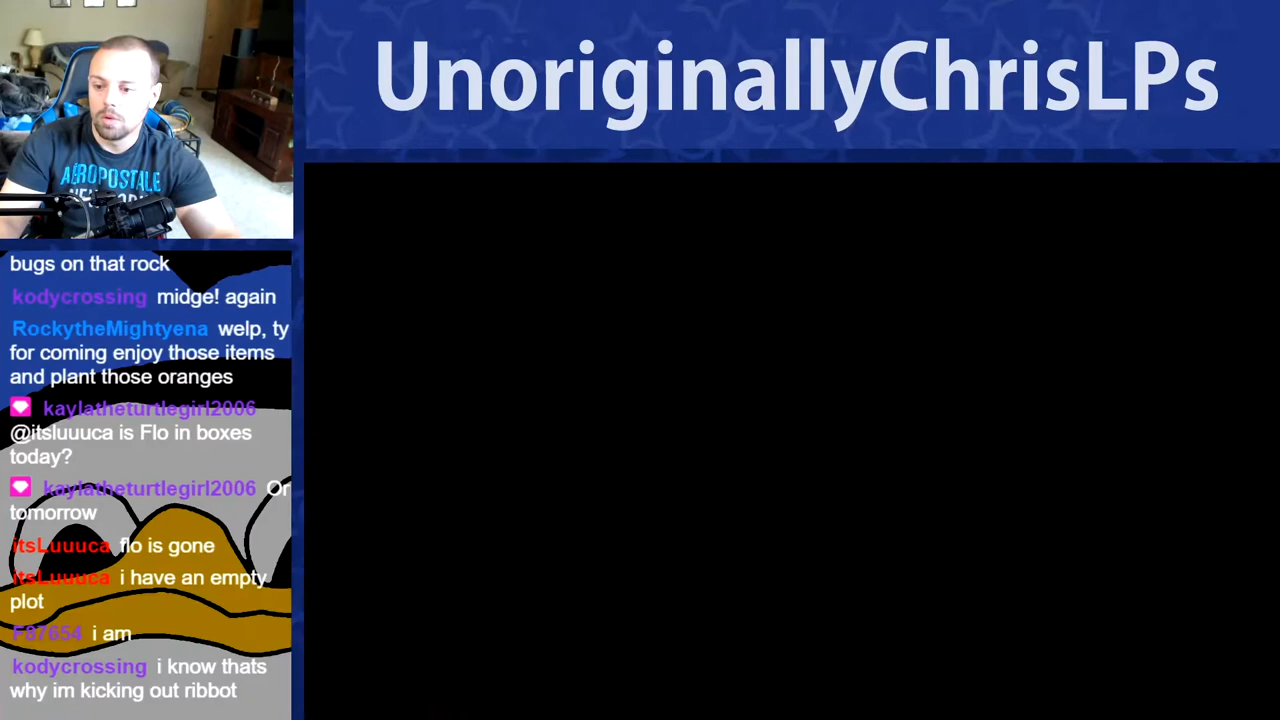 UnoriginallyChrisLPs
AÉROPOSTALE
bugs on that rock
kodycrossing midge! again
RockytheMightyena welp, ty
for coming enjoy those items
and plant those oranges
kaylatheturtlegirl2006
@itsluuuca is Flo in boxes
today?
kaylatheturtlegirl2006 Or
tomorrow
itsLuuuca flo is gone
itsLuuuca i have an empty
plot
F87654 i am
kodycrossing i know thats
why im kicking out ribbot